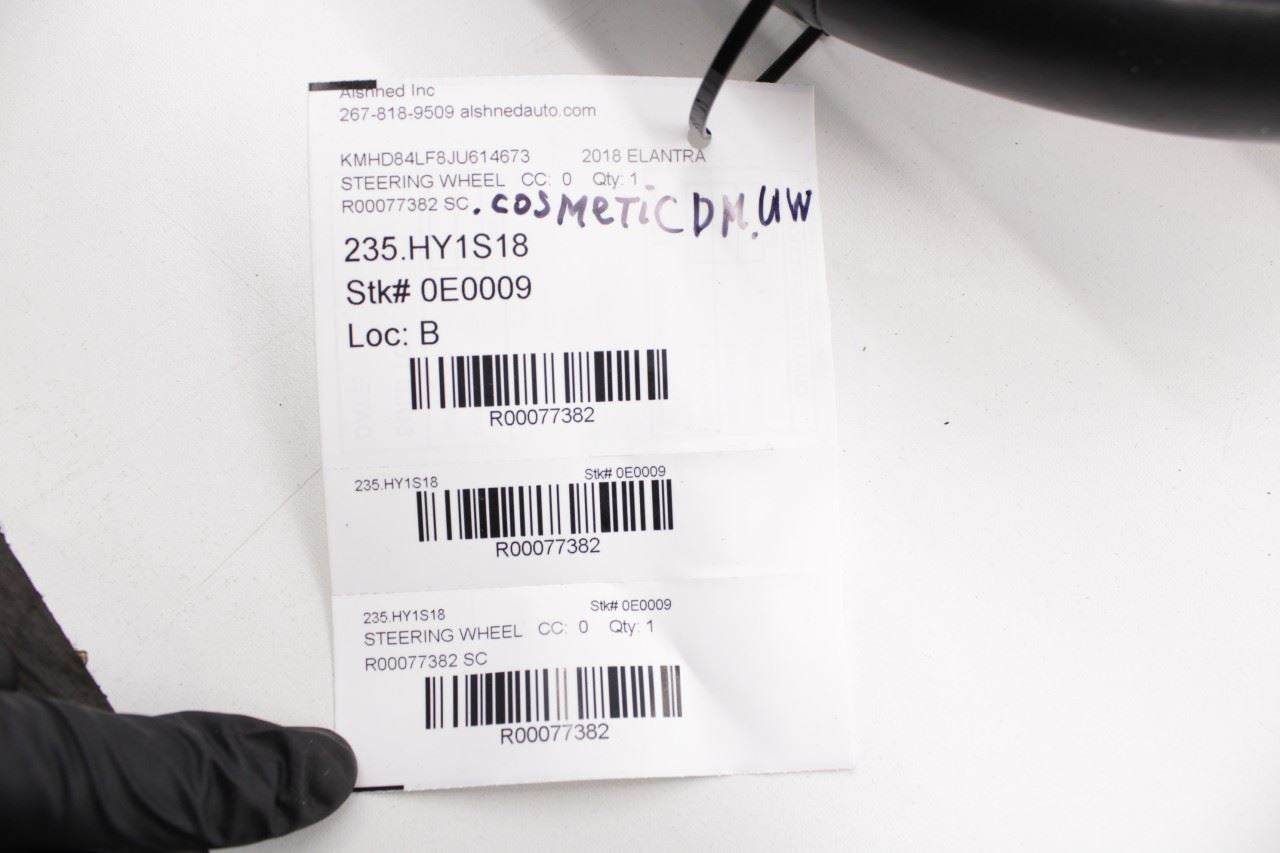 Alshned Inc
267-818-9509 alshnedauto.com
KMHD84LF8JU614673 2018 ELANTRA
STEERING WHEEL CC: 0 Qty: 1
R00077382 SC .COSMETiC DM.UW
235.HY1S18
Stk# 0E0009
Loc: B
R00077382
235.HY1S18 Stk# 0E0009
R00077382
235.HY1S18 Stk# 0E0009
STEERING WHEEL CC: 0 Qty: 1
R00077382 SC
R00077382